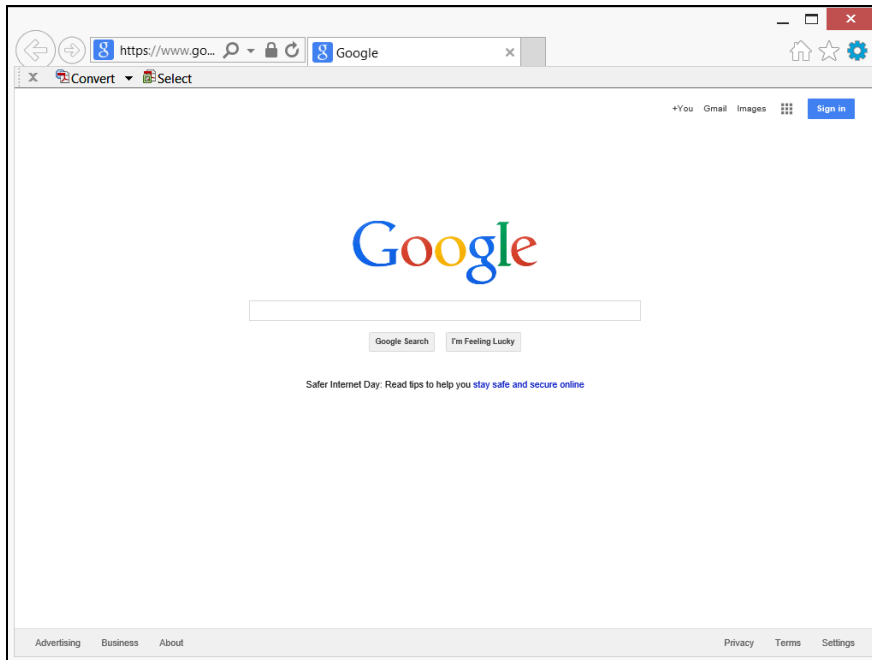 https://www.go... Google
Convert Select
+You Gmail Images Sign in
Google
Google Search I'm Feeling Lucky
Safer Internet Day: Read tips to help you stay safe and secure online
Advertising Business About Privacy Terms Settings